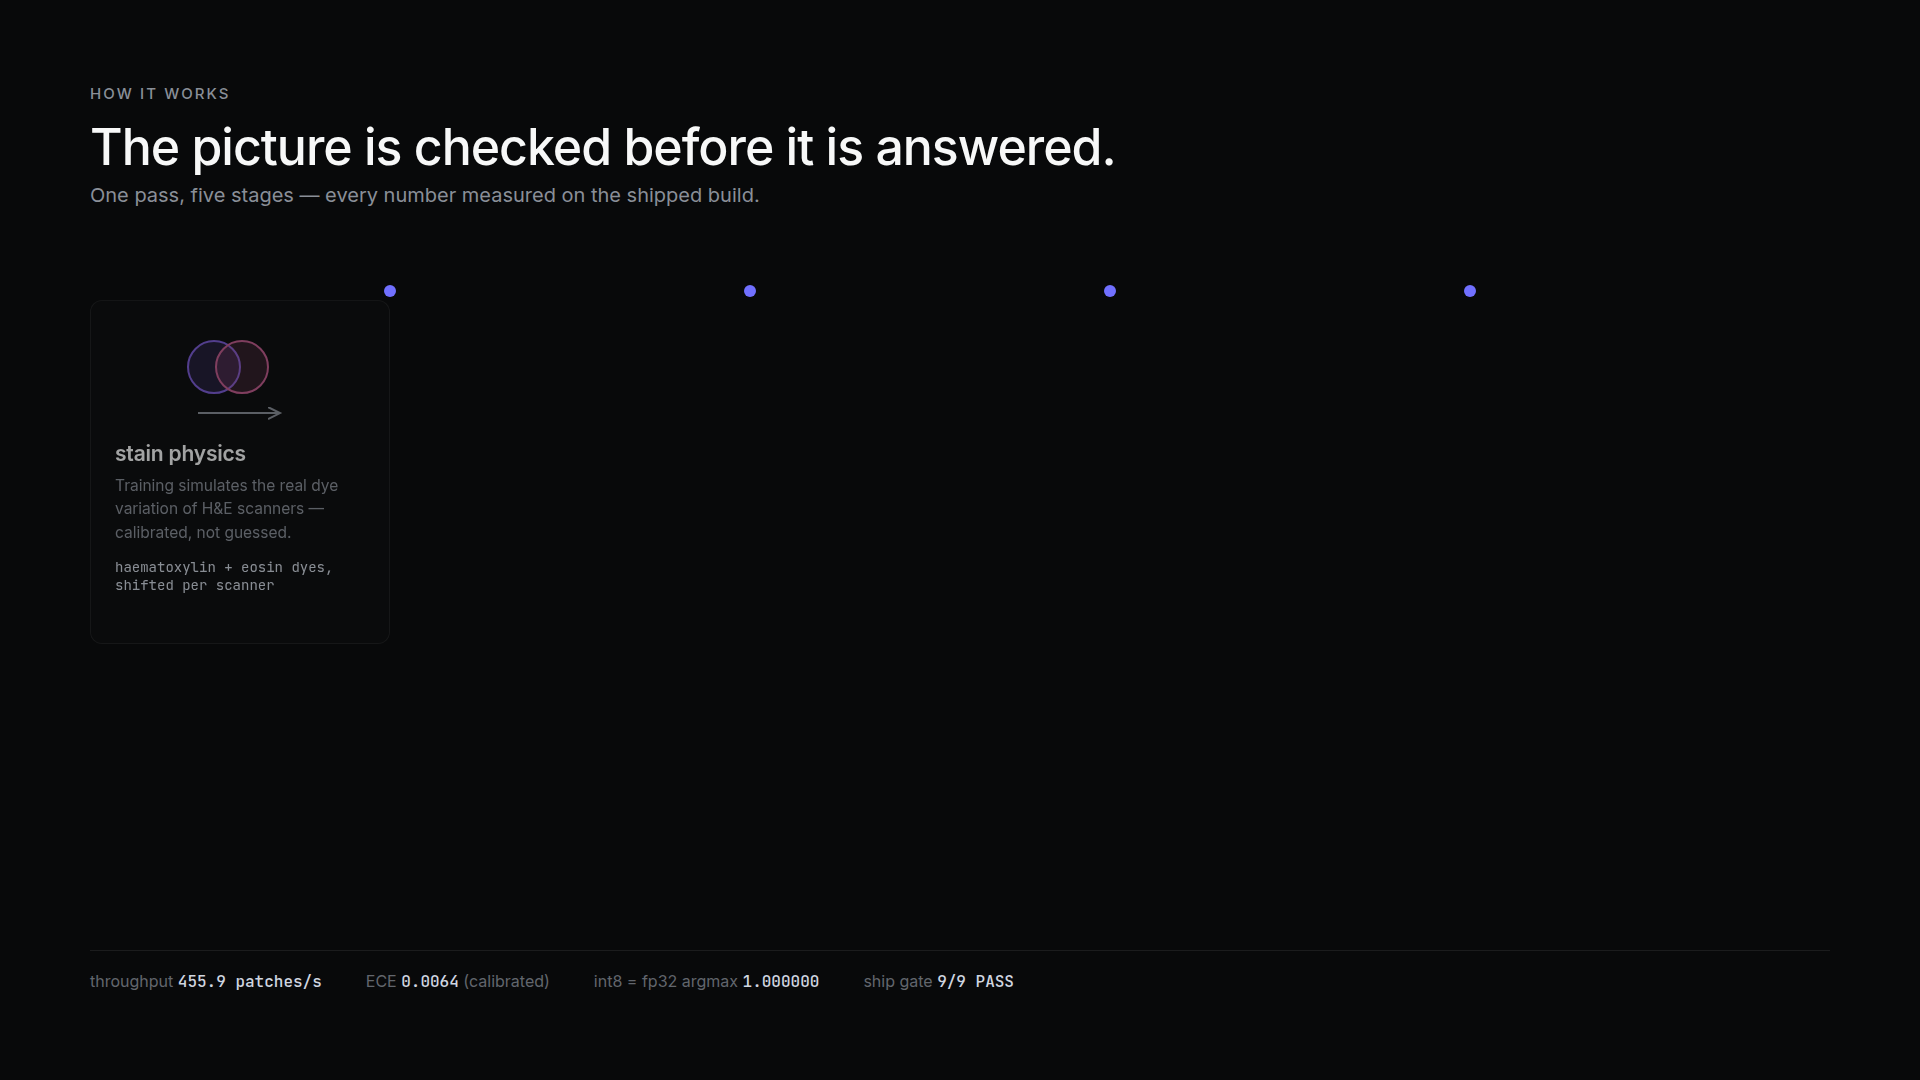 HOW IT WORKS
The picture is checked before it is answered.
One pass, five stages — every number measured on the shipped build.
stain physics
Training simulates the real dye
variation of H&E scanners —
calibrated, not guessed.
haematoxylin + eosin dyes,
shifted per scanner
throughput 455.9 patches/s ECE 0.0064 (calibrated) int8 = fp32 argmax 1.000000 ship gate 9/9 PASS